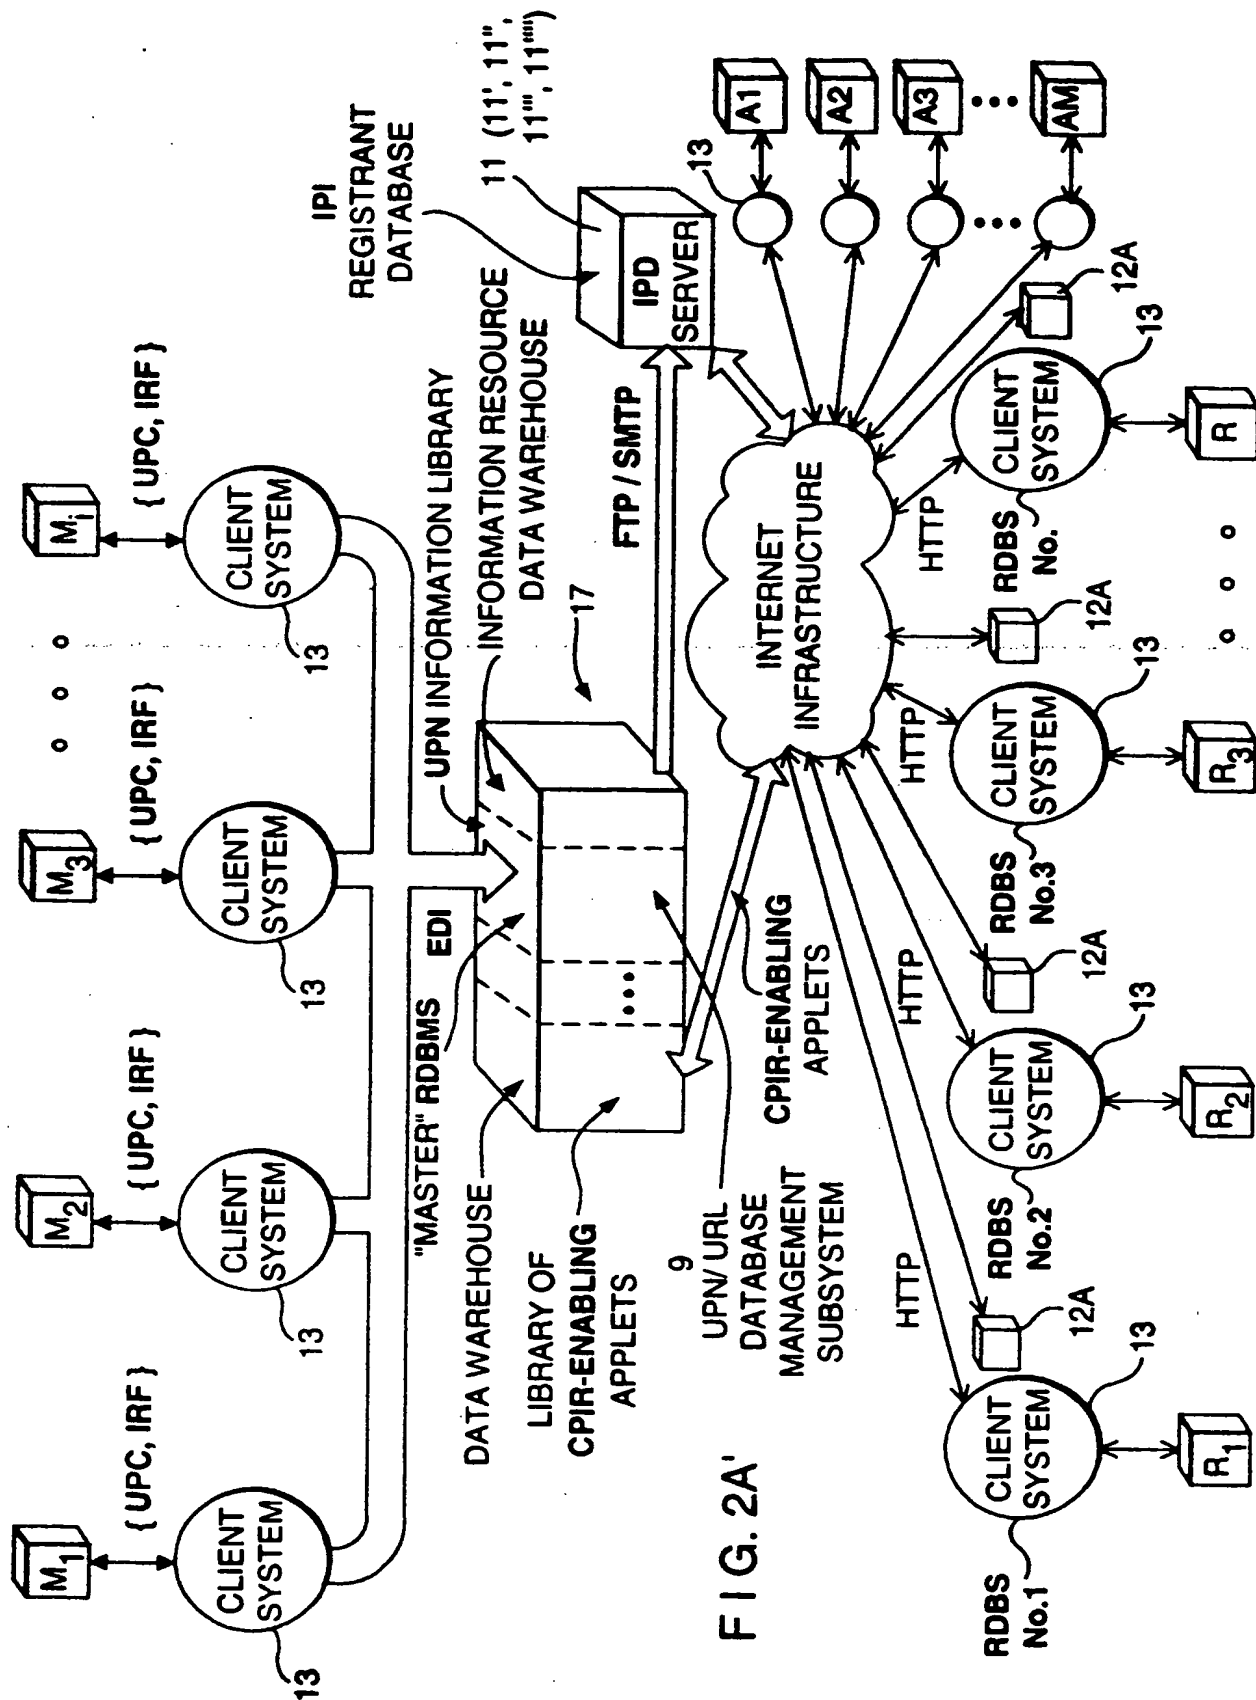 M1
{ UPC, IRF }
CLIENT
SYSTEM
13
M2
{ UPC, IRF }
CLIENT
SYSTEM
13
M3
{ UPC, IRF }
CLIENT
SYSTEM
13
Mi
{ UPC, IRF }
CLIENT
SYSTEM
13
"MASTER" RDBMS
EDI
UPN INFORMATION LIBRARY
INFORMATION RESOURCE
DATA WAREHOUSE
17
DATA WAREHOUSE
LIBRARY OF
CPIR-ENABLING
APPLETS
9
UPN/ URL
DATABASE
MANAGEMENT
SUBSYSTEM
CPIR-ENABLING
APPLETS
FTP / SMTP
IPI
REGISTRANT
DATABASE
11 (11', 11",
11''', 11'''')
IPD
SERVER
INTERNET
INFRASTRUCTURE
13
A1
A2
A3
AM
HTTP
HTTP
HTTP
HTTP
12A
12A
12A
12A
CLIENT
SYSTEM
13
RDBS
No.1
R1
CLIENT
SYSTEM
13
RDBS
No.2
R2
CLIENT
SYSTEM
13
RDBS
No.3
R3
CLIENT
SYSTEM
13
RDBS
No.
R
FIG. 2A'